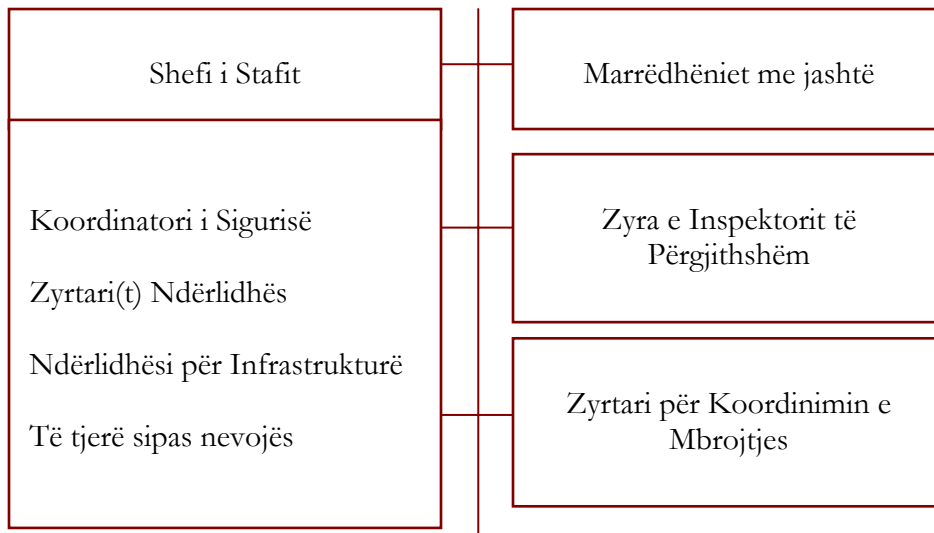 Shefi i Stafit
Koordinatori i Sigurisë
Zyrtari(t) Ndërlidhës
Ndërlidhësi për Infrastrukturë
Të tjerë sipas nevojës
Marrëdhëniet me jashtë
Zyra e Inspektorit të
Përgjithshëm
Zyrtari për Koordinimin e
Mbrojtjes